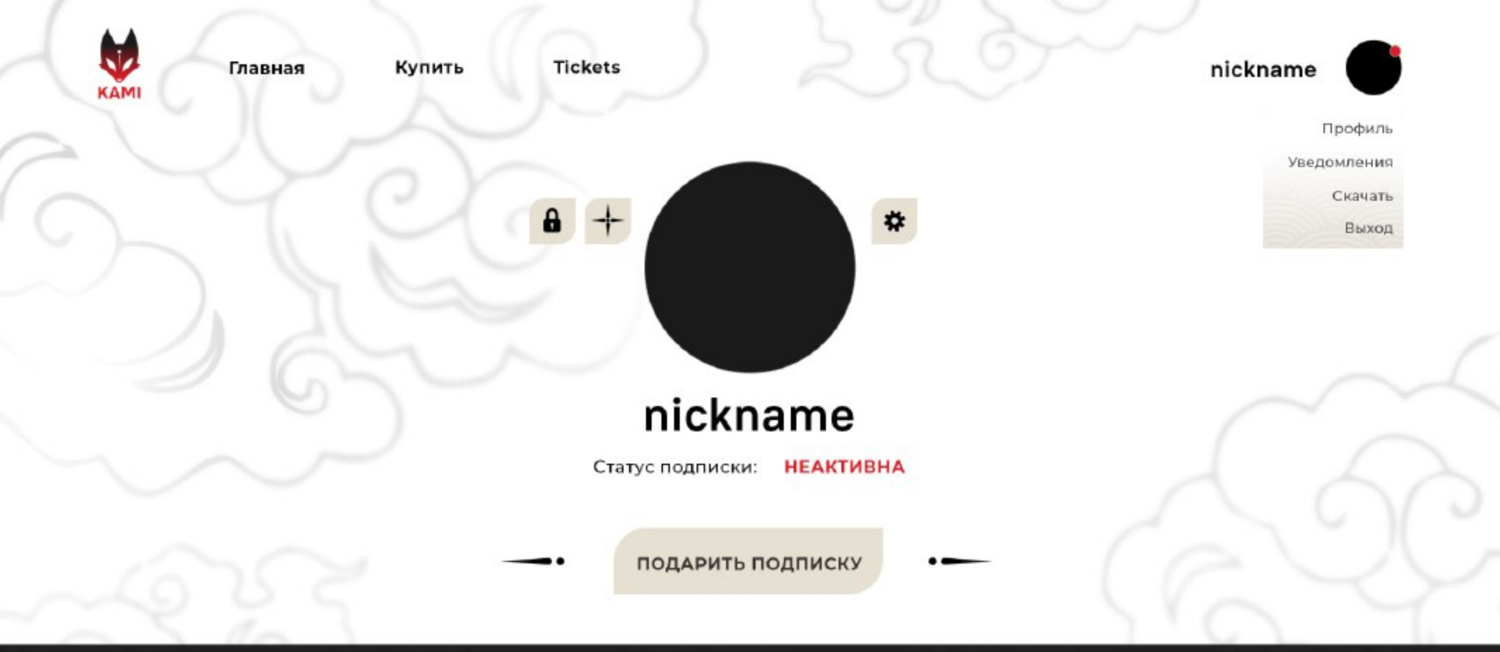 KAMI
Главная
Купить
Tickets
nickname
Профиль
Уведомления
Скачать
Выход
nickname
Статус подписки: НЕАКТИВНА
ПОДАРИТЬ ПОДПИСКУ